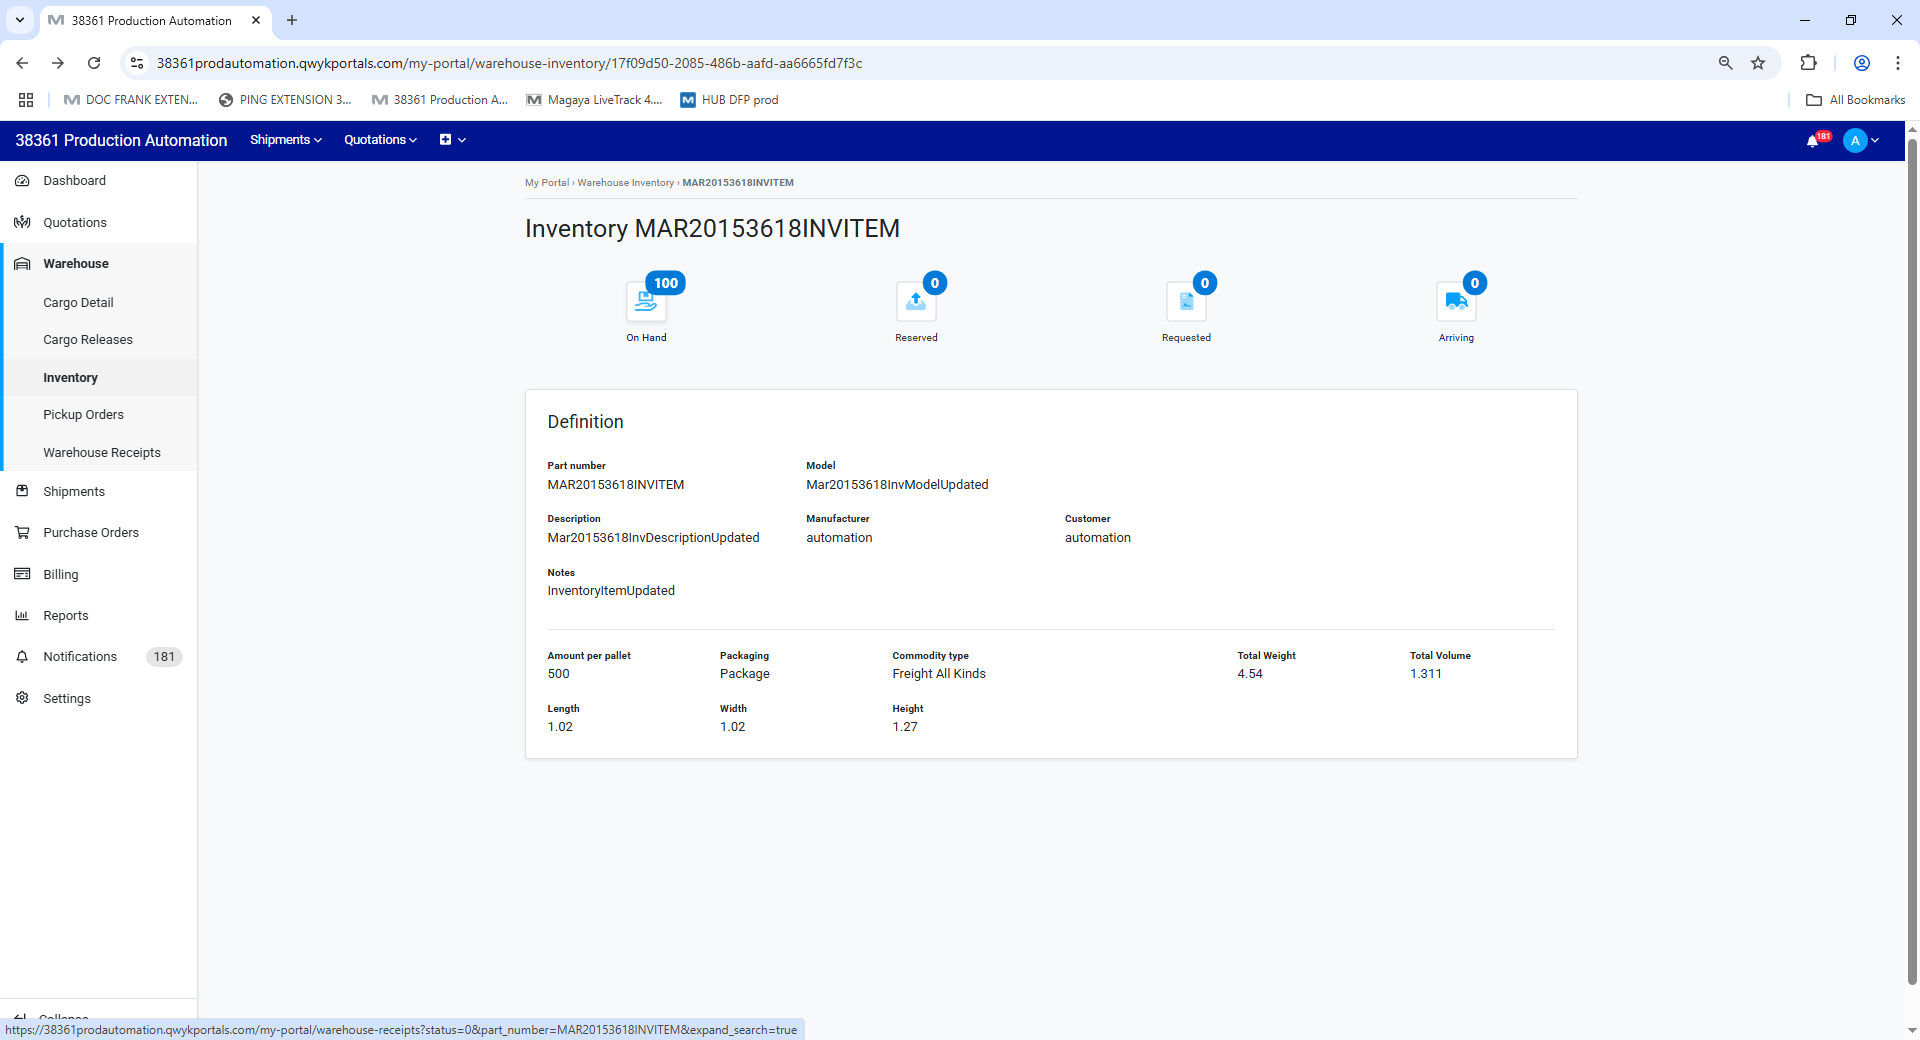 38361 Production Automation
38361prodautomation.qwykportals.com/my-portal/warehouse-inventory/17f09d50-2085-486b-aafd-aa6665fd7f3c
DOC FRANK EXTEN...
PING EXTENSION 3...
38361 Production A...
Magaya LiveTrack 4....
HUB DFP prod
All Bookmarks
38361 Production Automation
Shipments
Quotations
181
A
Dashboard
Quotations
Warehouse
Cargo Detail
Cargo Releases
Inventory
Pickup Orders
Warehouse Receipts
Shipments
Purchase Orders
Billing
Reports
Notifications 181
Settings
Collapse
My Portal › Warehouse Inventory › MAR20153618INVITEM
Inventory MAR20153618INVITEM
100
On Hand
0
Reserved
0
Requested
0
Arriving
Definition
Part number
MAR20153618INVITEM
Model
Mar20153618InvModelUpdated
Description
Mar20153618InvDescriptionUpdated
Manufacturer
automation
Customer
automation
Notes
InventoryItemUpdated
Amount per pallet
500
Packaging
Package
Commodity type
Freight All Kinds
Total Weight
4.54
Total Volume
1.311
Length
1.02
Width
1.02
Height
1.27
https://38361prodautomation.qwykportals.com/my-portal/warehouse-receipts?status=0&part_number=MAR20153618INVITEM&expand_search=true